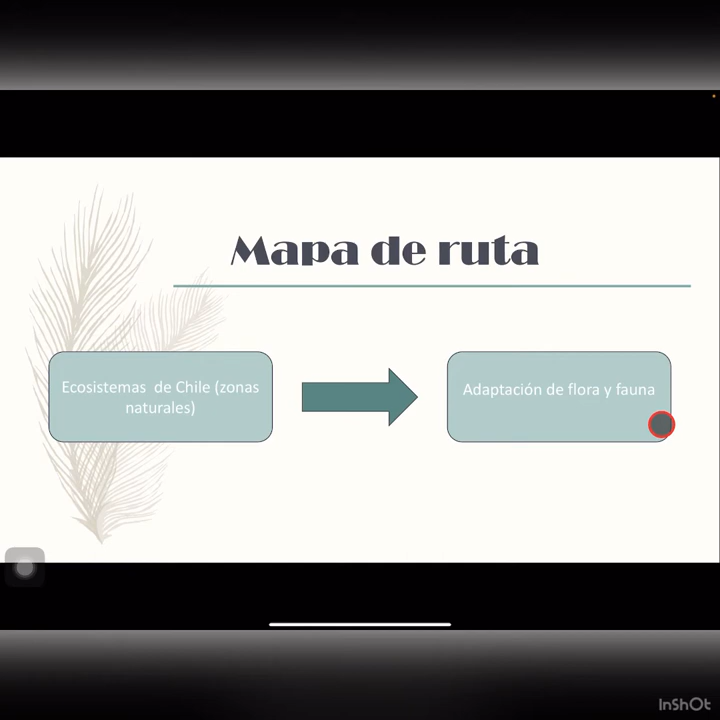 Mapa de ruta
Ecosistemas de Chile (zonas
naturales)
Adaptación de flora y fauna
InShOt